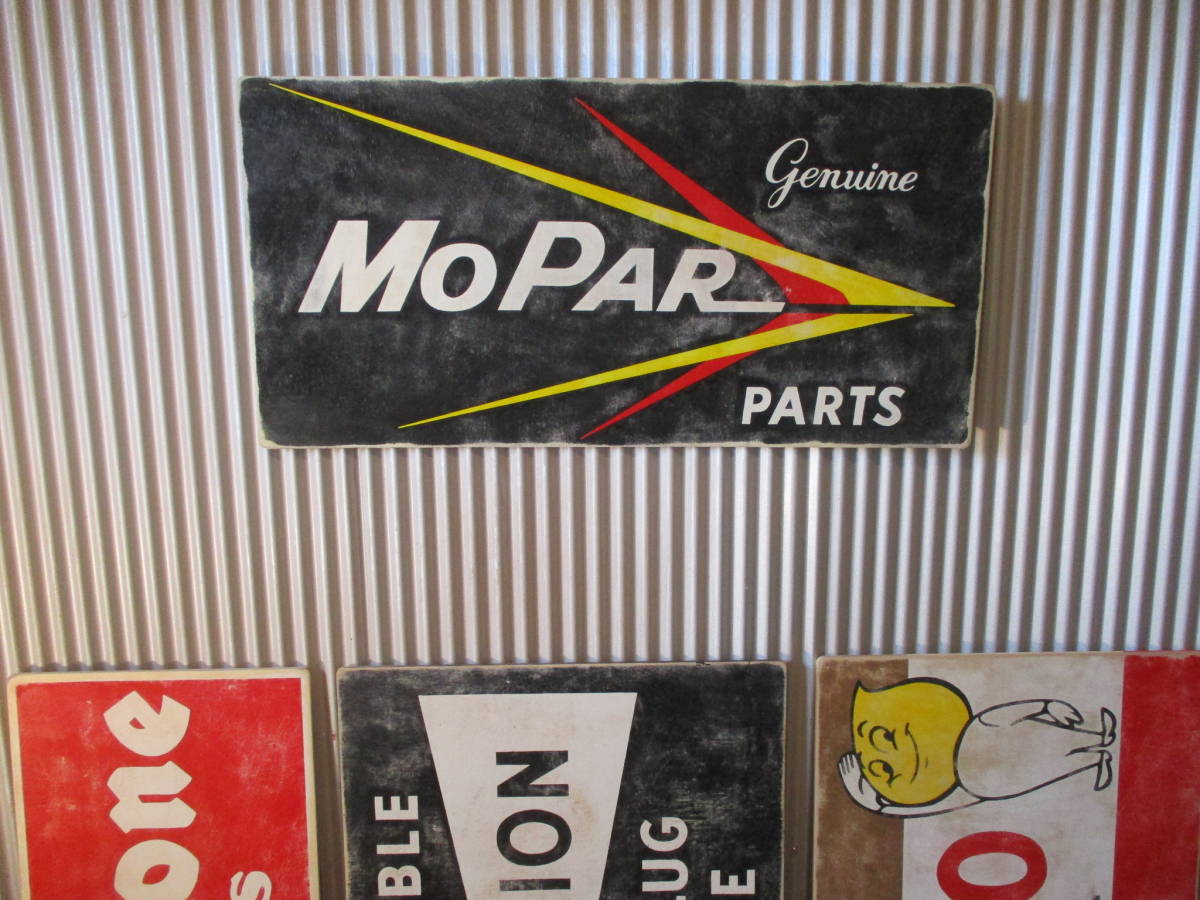 Genuine
MoPar
PARTS
one
s
BLE
ION
LUG
E
O